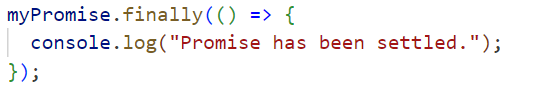 myPromise.finally(() => {
  console.log("Promise has been settled.");
});